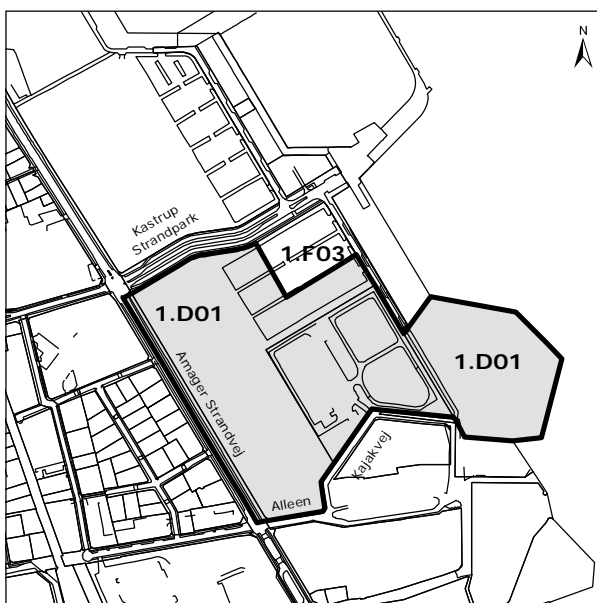 N
Kastrup
Strandpark
1.F03
1.D01
1.D01
Amager Strandvej
Kajakvej
Alleen